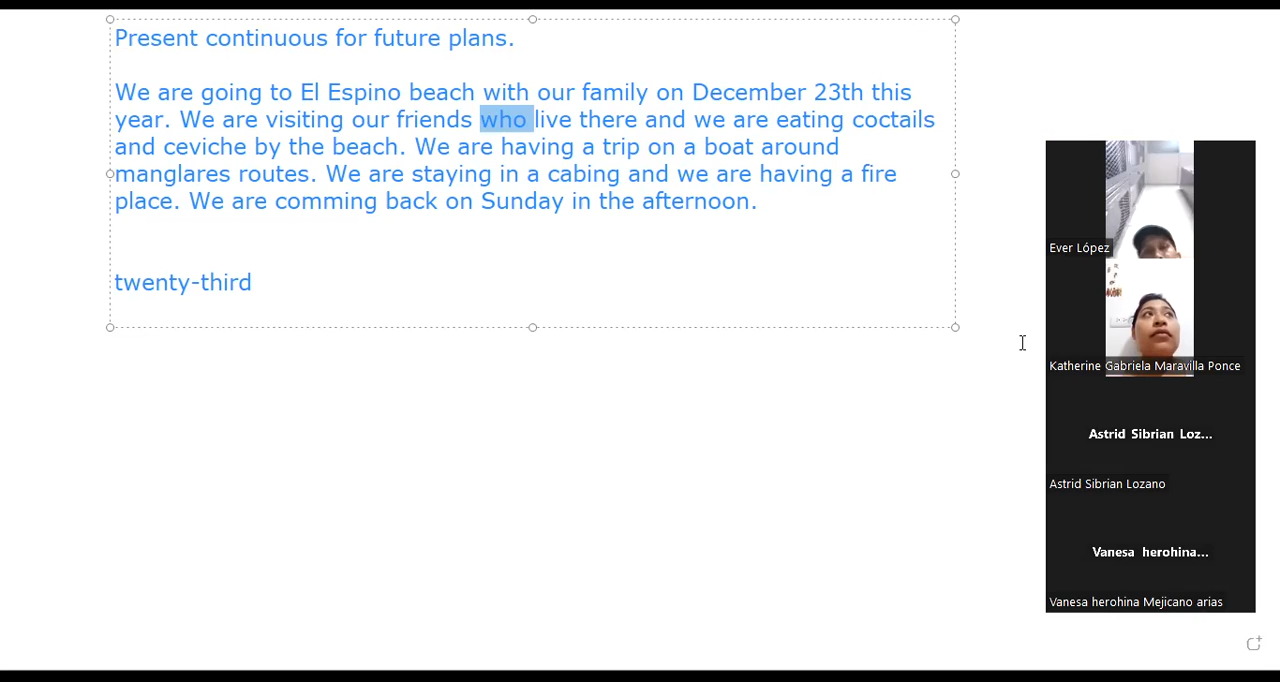 Present continuous for future plans.
We are going to El Espino beach with our family on December 23th this
year. We are visiting our friends who live there and we are eating coctails
and ceviche by the beach. We are having a trip on a boat around
manglares routes. We are staying in a cabing and we are having a fire
place. We are comming back on Sunday in the afternoon.
twenty-third
Ever López
Katherine Gabriela Maravilla Ponce
Astrid Sibrian Loz...
Astrid Sibrian Lozano
Vanesa herohina...
Vanesa herohina Mejicano arias